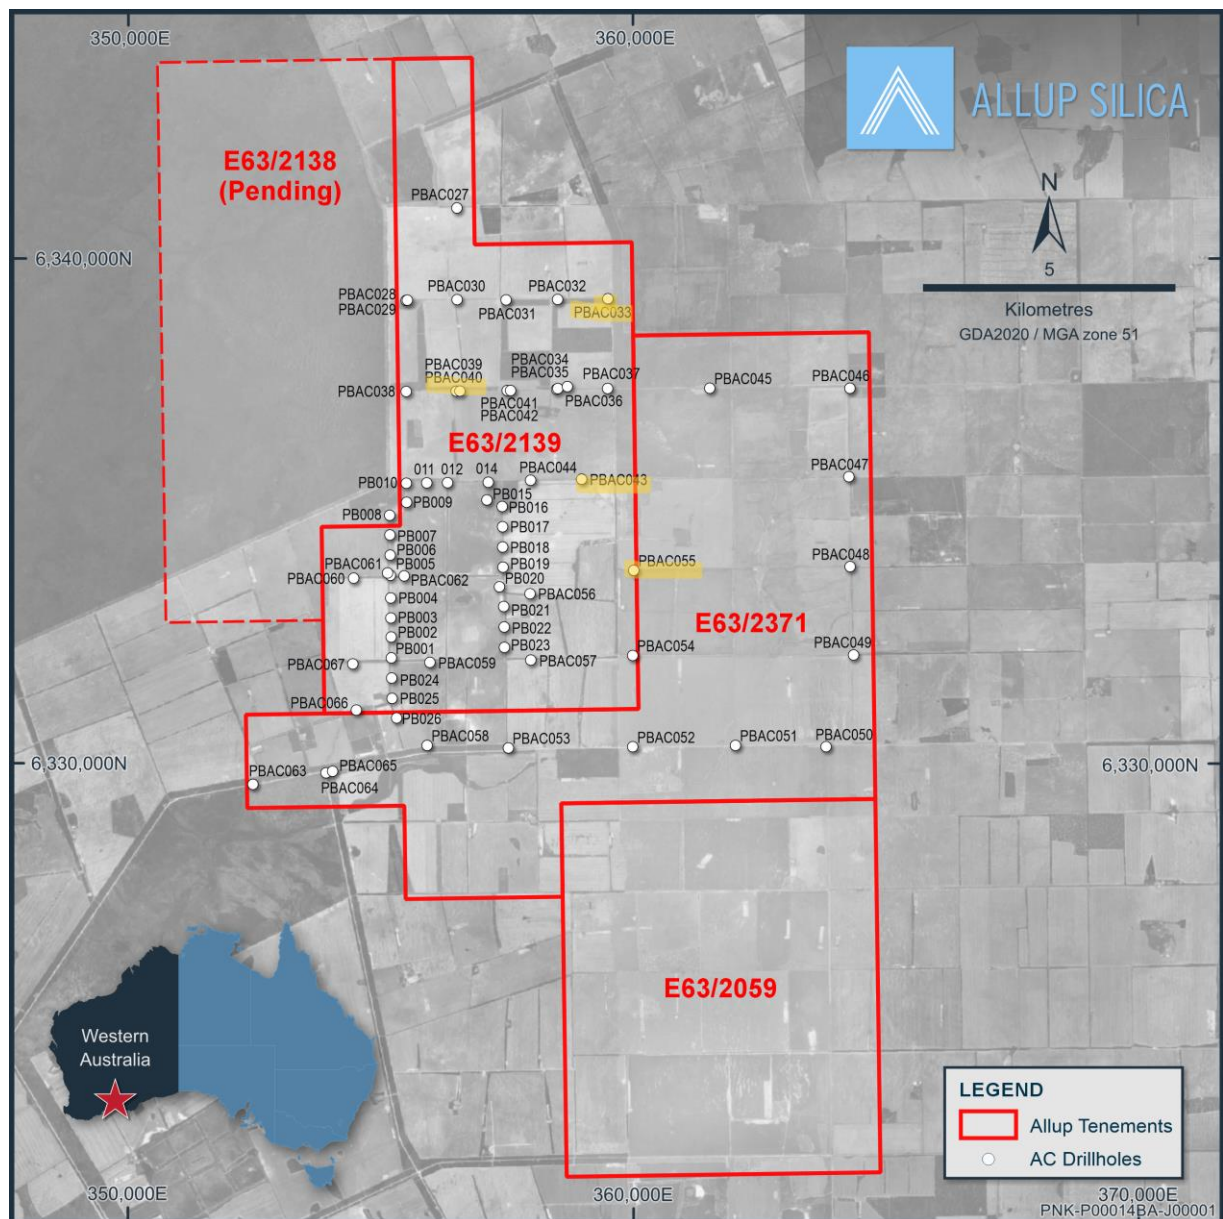 350,000E
360,000E
ALLUP SILICA
E63/2138
(Pending)
PBAC027
N
6,340,000N
5
Kilometres
GDA2020 / MGA zone 51
PBAC028
PBAC029
PBAC030
PBAC031
PBAC032
PBAC033
PBAC034
PBAC035
PBAC036
PBAC037
PBAC038
PBAC039
PBAC040
PBAC041
PBAC042
PBAC045
PBAC046
E63/2139
PBAC044
PBAC043
PBAC047
PB010
011
012
014
PB015
PB009
PB016
PB008
PB017
PB007
PB006
PB018
PBAC061
PB005
PB019
PBAC055
PBAC048
PBAC060
PBAC062
PB020
PBAC056
PB004
PB021
PB003
PB022
E63/2371
PB002
PB001
PB023
PBAC054
PBAC049
PBAC067
PBAC059
PBAC057
PB024
PB025
PBAC066
PB026
PBAC058
PBAC053
PBAC052
PBAC051
PBAC050
6,330,000N
6,330,000N
PBAC063
PBAC065
PBAC064
E63/2059
Western
Australia
LEGEND
Allup Tenements
AC Drillholes
350,000E
360,000E
370,000E
PNK-P00014BA-J00001